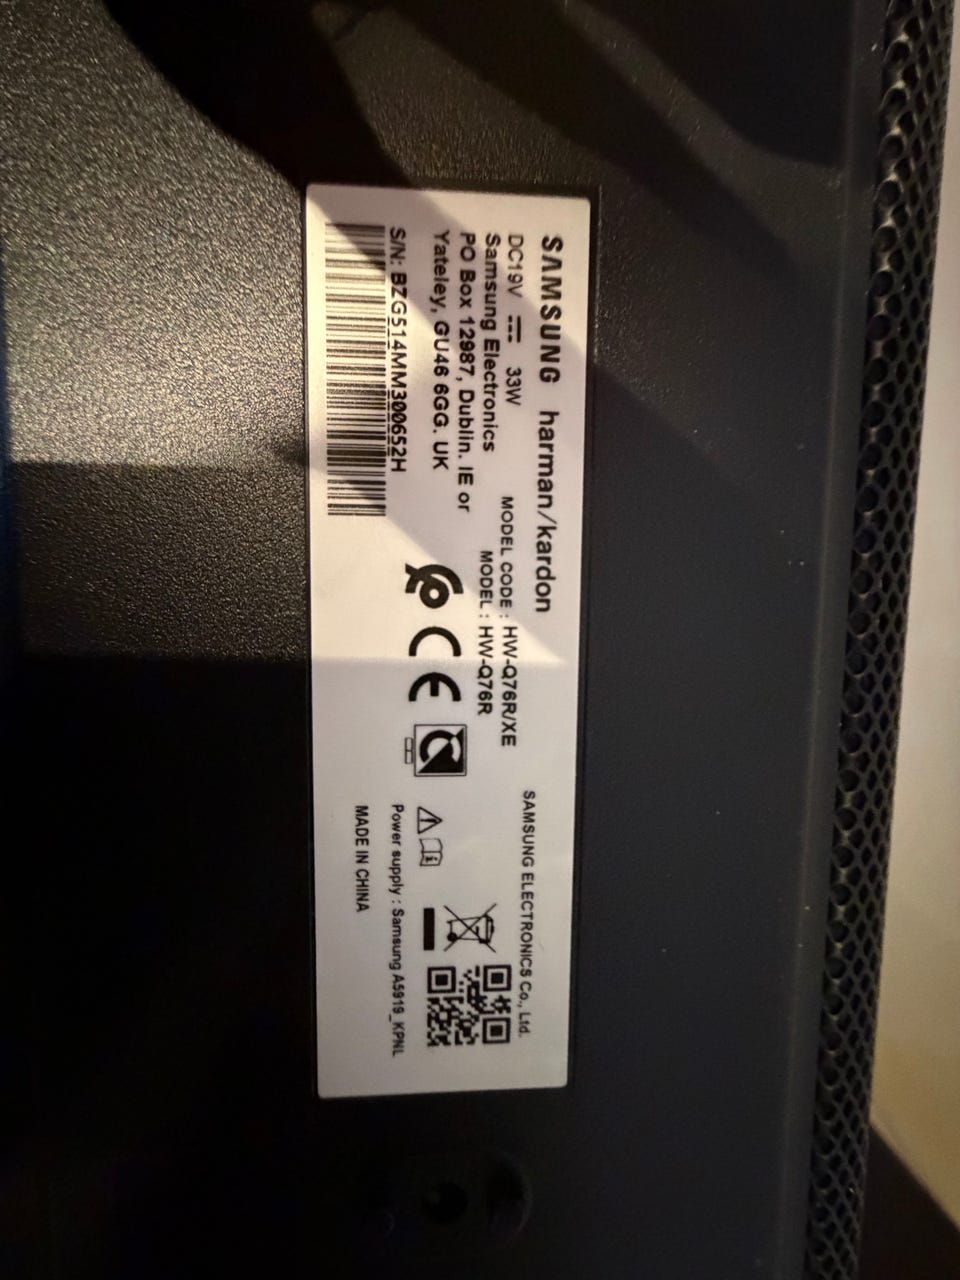 SAMSUNG harman/kardon
DC19V 33W
MODEL CODE : HW-Q76R/XE
MODEL : HW-Q76R
Samsung Electronics
PO Box 12987, Dublin. IE or
Yateley, GU46 6GG. UK
S/N: BZG514MM300652H
CE
SAMSUNG ELECTRONICS Co., Ltd.
Power supply : Samsung A5919_KPNL
MADE IN CHINA